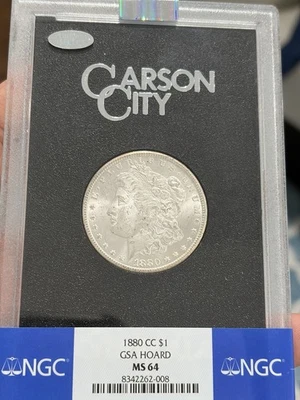 CARSON
CITY
1880
1880 CC $1
GSA HOARD
MS 64
8342262-008
NGC
NGC